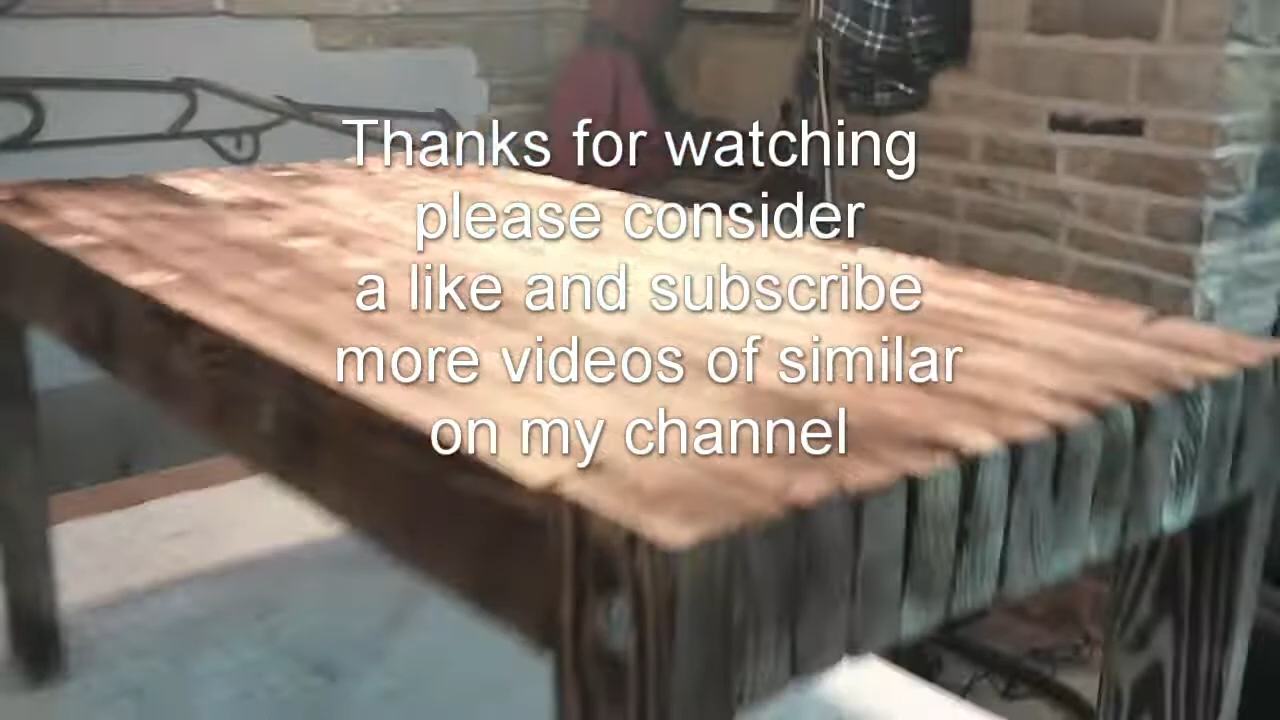 Thanks for watching
please consider
a like and subscribe
more videos of similar
on my channel